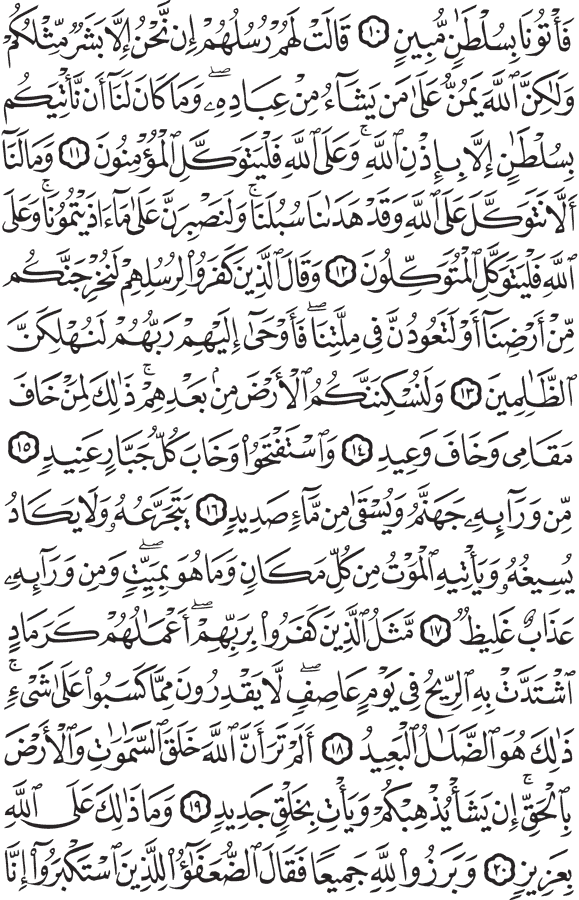 فَأْتُونَا بِسُلْطَٰنٍ مُّبِينٍ ۝١٠ قَالَتْ لَهُمْ رُسُلُهُمْ إِن نَّحْنُ إِلَّا بَشَرٌ مِّثْلُكُمْ
وَلَٰكِنَّ ٱللَّهَ يَمُنُّ عَلَىٰ مَن يَشَآءُ مِنْ عِبَادِهِۦ ۖ وَمَا كَانَ لَنَآ أَن نَّأْتِيَكُم
بِسُلْطَٰنٍ إِلَّا بِإِذْنِ ٱللَّهِ ۚ وَعَلَى ٱللَّهِ فَلْيَتَوَكَّلِ ٱلْمُؤْمِنُونَ ۝١١ وَمَا لَنَآ
أَلَّا نَتَوَكَّلَ عَلَى ٱللَّهِ وَقَدْ هَدَىٰنَا سُبُلَنَا ۚ وَلَنَصْبِرَنَّ عَلَىٰ مَآ ءَاذَيْتُمُونَا ۚ وَعَلَى
ٱللَّهِ فَلْيَتَوَكَّلِ ٱلْمُتَوَكِّلُونَ ۝١٢ وَقَالَ ٱلَّذِينَ كَفَرُوا۟ لِرُسُلِهِمْ لَنُخْرِجَنَّكُم
مِّنْ أَرْضِنَآ أَوْ لَتَعُودُنَّ فِى مِلَّتِنَا ۖ فَأَوْحَىٰٓ إِلَيْهِمْ رَبُّهُمْ لَنُهْلِكَنَّ
ٱلظَّٰلِمِينَ ۝١٣ وَلَنُسْكِنَنَّكُمُ ٱلْأَرْضَ مِنۢ بَعْدِهِمْ ۚ ذَٰلِكَ لِمَنْ خَافَ
مَقَامِى وَخَافَ وَعِيدِ ۝١٤ وَٱسْتَفْتَحُوا۟ وَخَابَ كُلُّ جَبَّارٍ عَنِيدٍ ۝١٥
مِّن وَرَآئِهِۦ جَهَنَّمُ وَيُسْقَىٰ مِن مَّآءٍ صَدِيدٍ ۝١٦ يَتَجَرَّعُهُۥ وَلَا يَكَادُ
يُسِيغُهُۥ وَيَأْتِيهِ ٱلْمَوْتُ مِن كُلِّ مَكَانٍ وَمَا هُوَ بِمَيِّتٍ ۖ وَمِن وَرَآئِهِۦ
عَذَابٌ غَلِيظٌ ۝١٧ مَّثَلُ ٱلَّذِينَ كَفَرُوا۟ بِرَبِّهِمْ ۖ أَعْمَٰلُهُمْ كَرَمَادٍ
ٱشْتَدَّتْ بِهِ ٱلرِّيحُ فِى يَوْمٍ عَاصِفٍ ۖ لَّا يَقْدِرُونَ مِمَّا كَسَبُوا۟ عَلَىٰ شَىْءٍ ۚ
ذَٰلِكَ هُوَ ٱلضَّلَٰلُ ٱلْبَعِيدُ ۝١٨ أَلَمْ تَرَ أَنَّ ٱللَّهَ خَلَقَ ٱلسَّمَٰوَٰتِ وَٱلْأَرْضَ
بِٱلْحَقِّ ۚ إِن يَشَأْ يُذْهِبْكُمْ وَيَأْتِ بِخَلْقٍ جَدِيدٍ ۝١٩ وَمَا ذَٰلِكَ عَلَى ٱللَّهِ
بِعَزِيزٍ ۝٢٠ وَبَرَزُوا۟ لِلَّهِ جَمِيعًا فَقَالَ ٱلضُّعَفَٰٓؤُا۟ لِلَّذِينَ ٱسْتَكْبَرُوٓا۟ إِنَّا